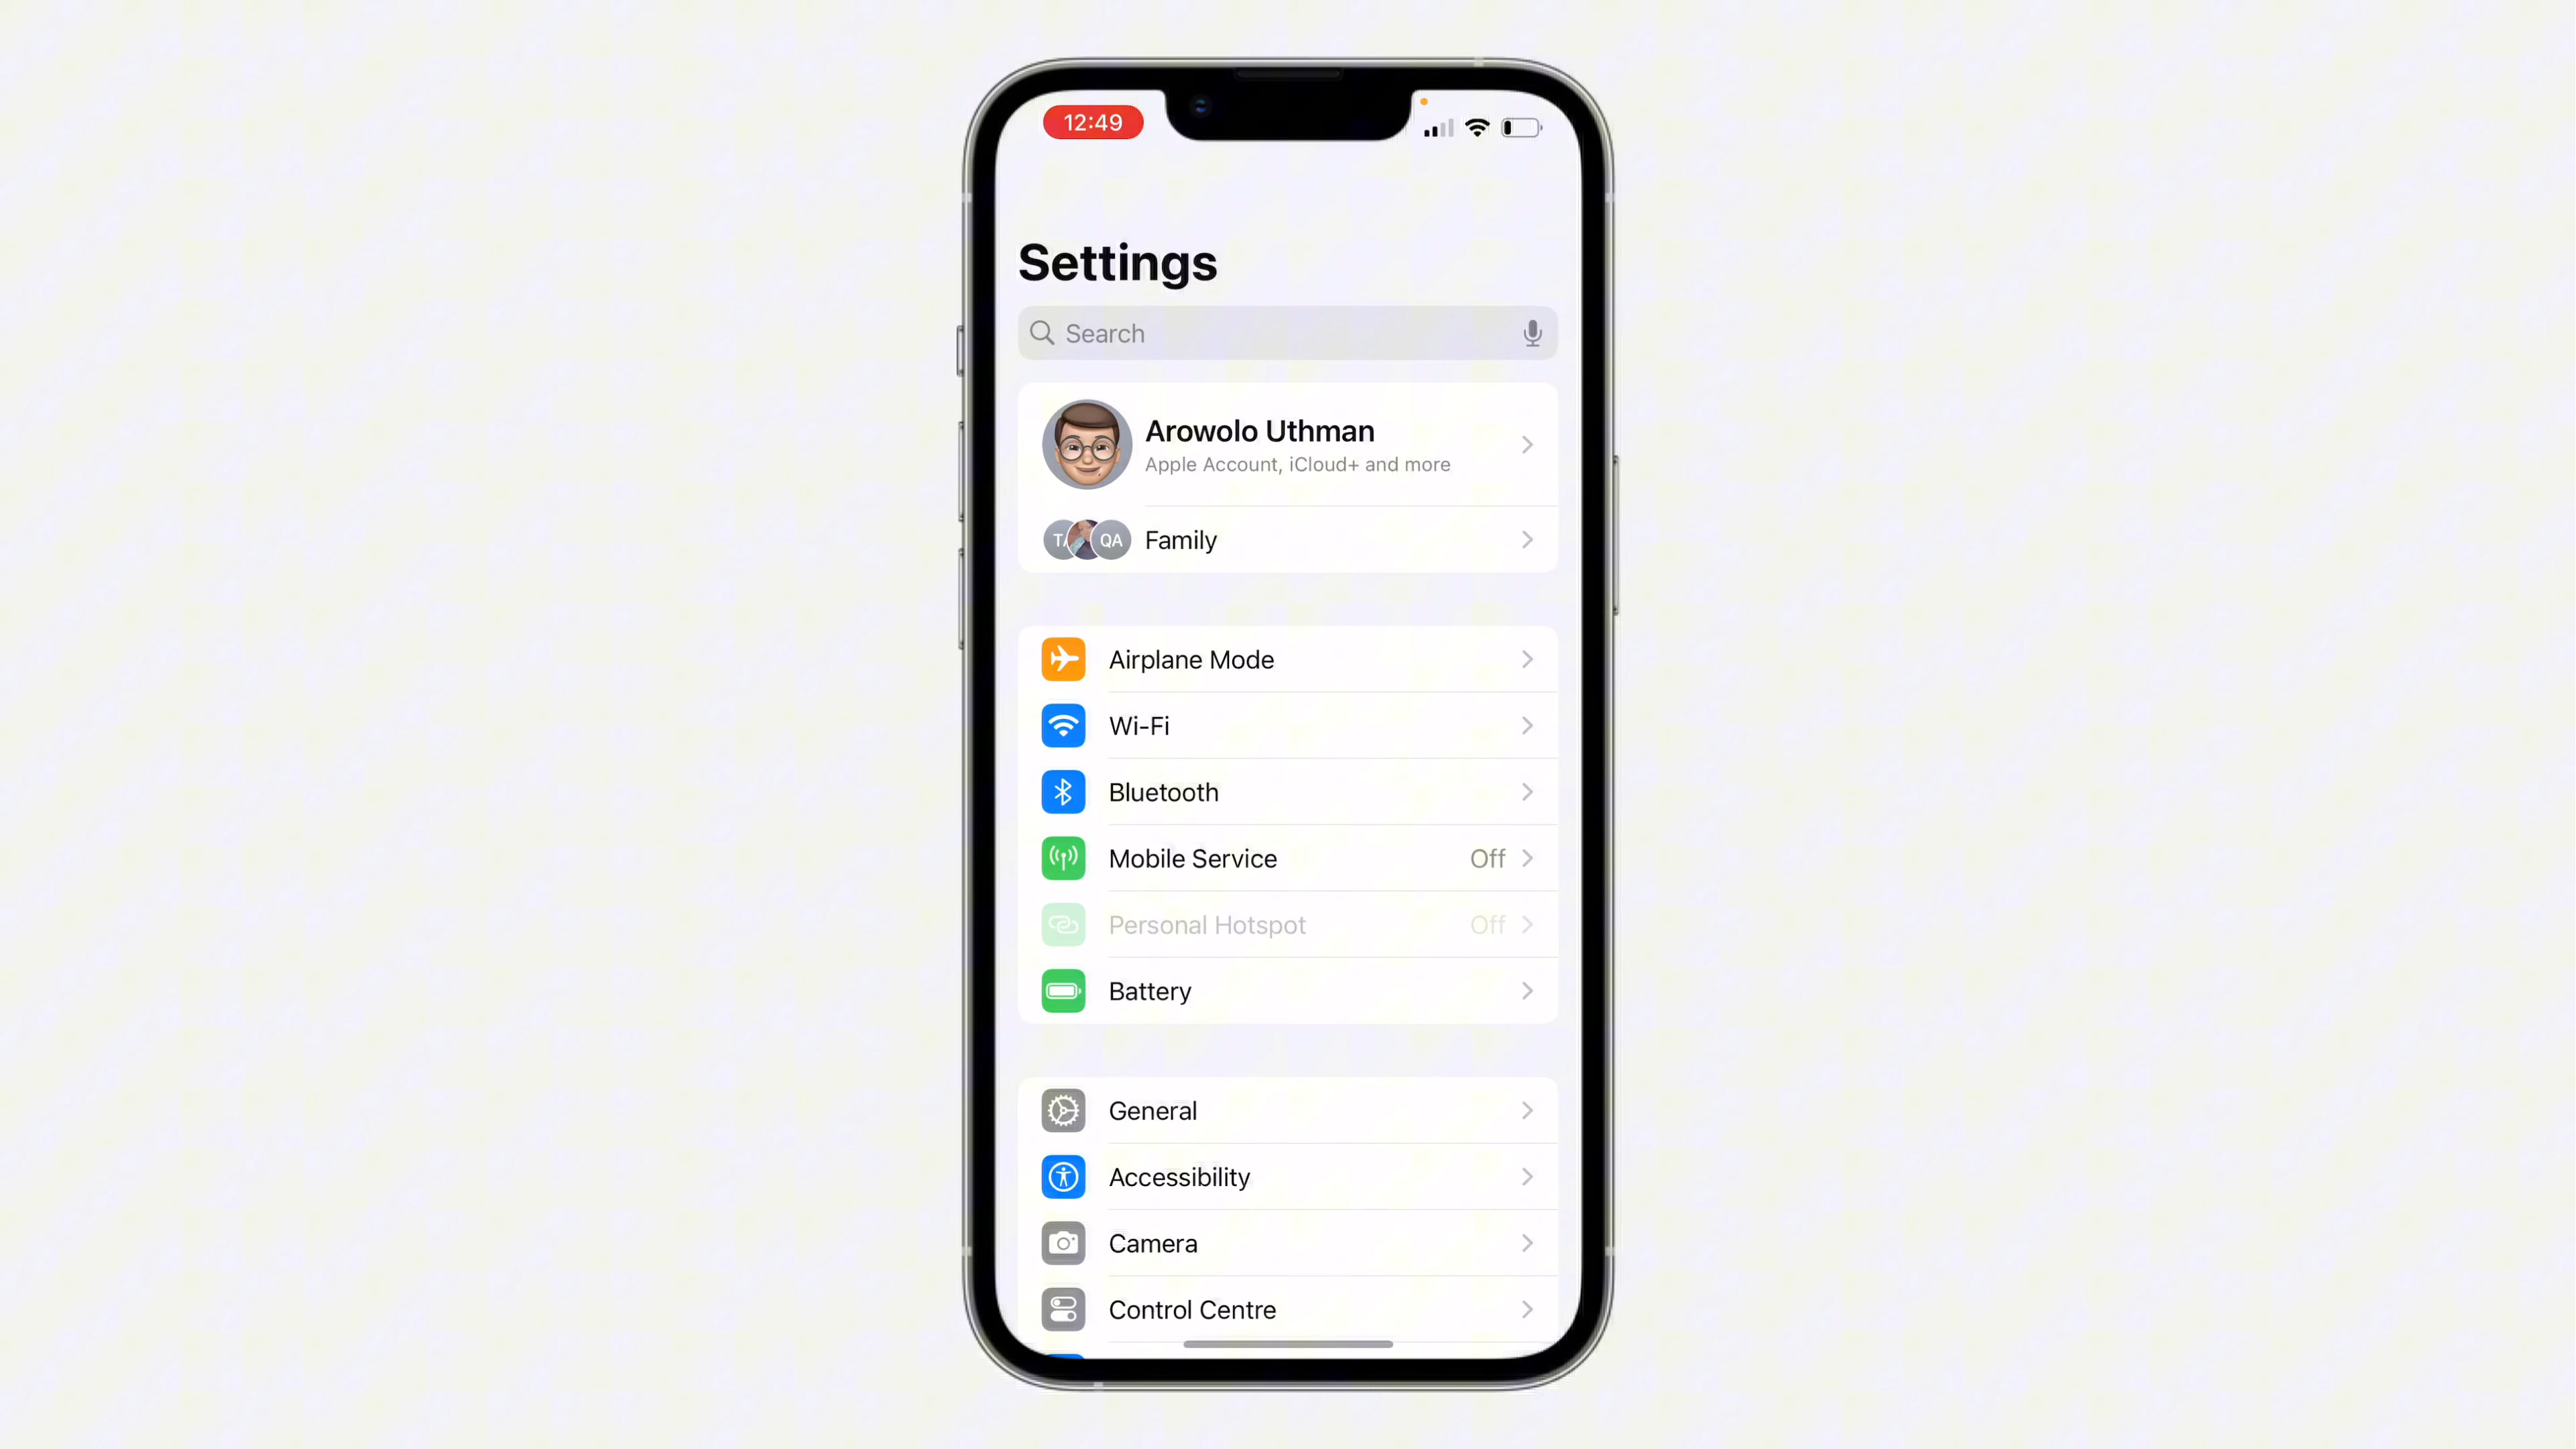 12:49
Settings
Search
Arowolo Uthman
Apple Account, iCloud+ and more
QA
Family
Airplane Mode
Wi-Fi
Bluetooth
Mobile Service Off
Personal Hotspot Off
Battery
General
Accessibility
Camera
Control Centre